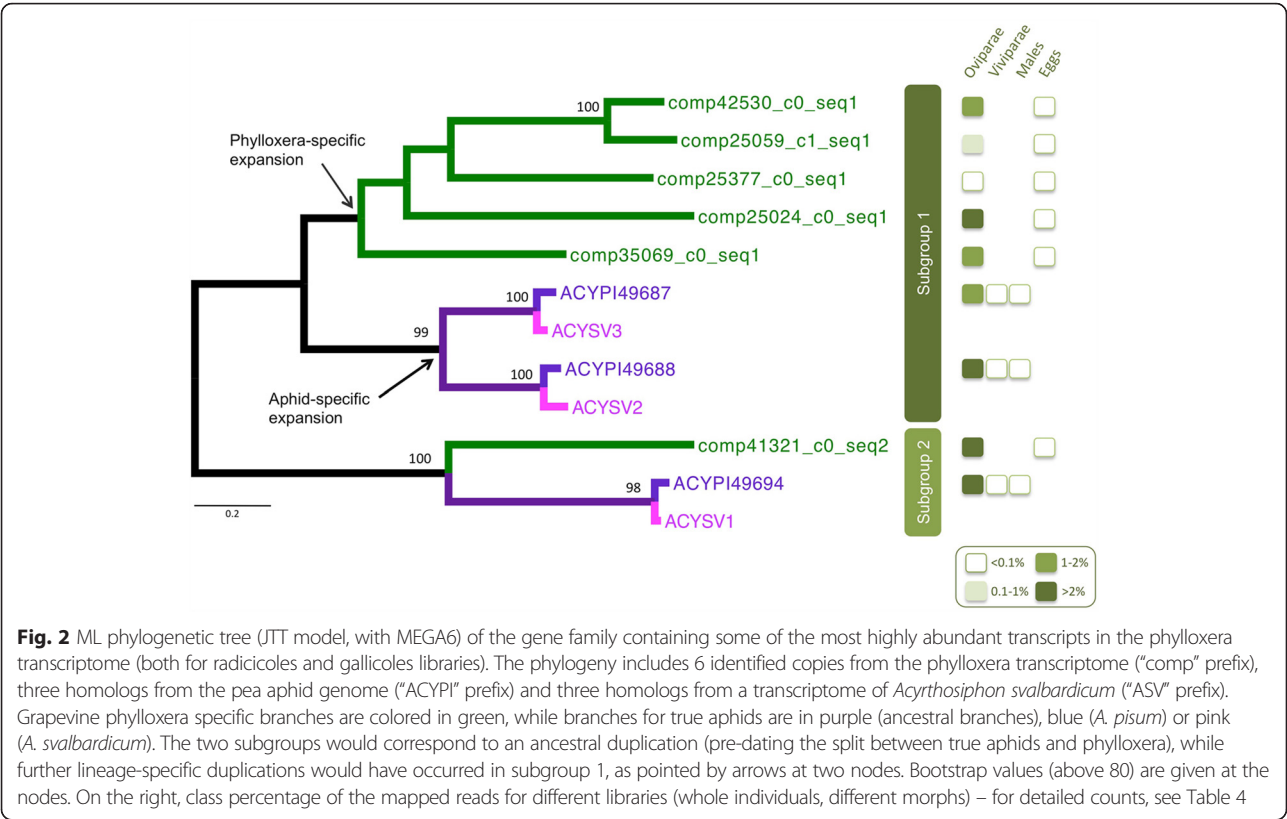 Oviparae
Viviparae
Males
Eggs
100
comp42530_c0_seq1
Phylloxera-specific
expansion
comp25059_c1_seq1
comp25377_c0_seq1
comp25024_c0_seq1
comp35069_c0_seq1
Subgroup 1
100
ACYPI49687
ACYSV3
99
100
ACYPI49688
ACYSV2
Aphid-specific
expansion
comp41321_c0_seq2
100
98
ACYPI49694
ACYSV1
Subgroup 2
0.2
<0.1%
1-2%
0.1-1%
>2%
Fig. 2 ML phylogenetic tree (JTT model, with MEGA6) of the gene family containing some of the most highly abundant transcripts in the phylloxera
transcriptome (both for radicicoles and gallicoles libraries). The phylogeny includes 6 identified copies from the phylloxera transcriptome (“comp” prefix),
three homologs from the pea aphid genome (“ACYPI” prefix) and three homologs from a transcriptome of Acyrthosiphon svalbardicum (“ASV” prefix).
Grapevine phylloxera specific branches are colored in green, while branches for true aphids are in purple (ancestral branches), blue (A. pisum) or pink
(A. svalbardicum). The two subgroups would correspond to an ancestral duplication (pre-dating the split between true aphids and phylloxera), while
further lineage-specific duplications would have occurred in subgroup 1, as pointed by arrows at two nodes. Bootstrap values (above 80) are given at the
nodes. On the right, class percentage of the mapped reads for different libraries (whole individuals, different morphs) – for detailed counts, see Table 4